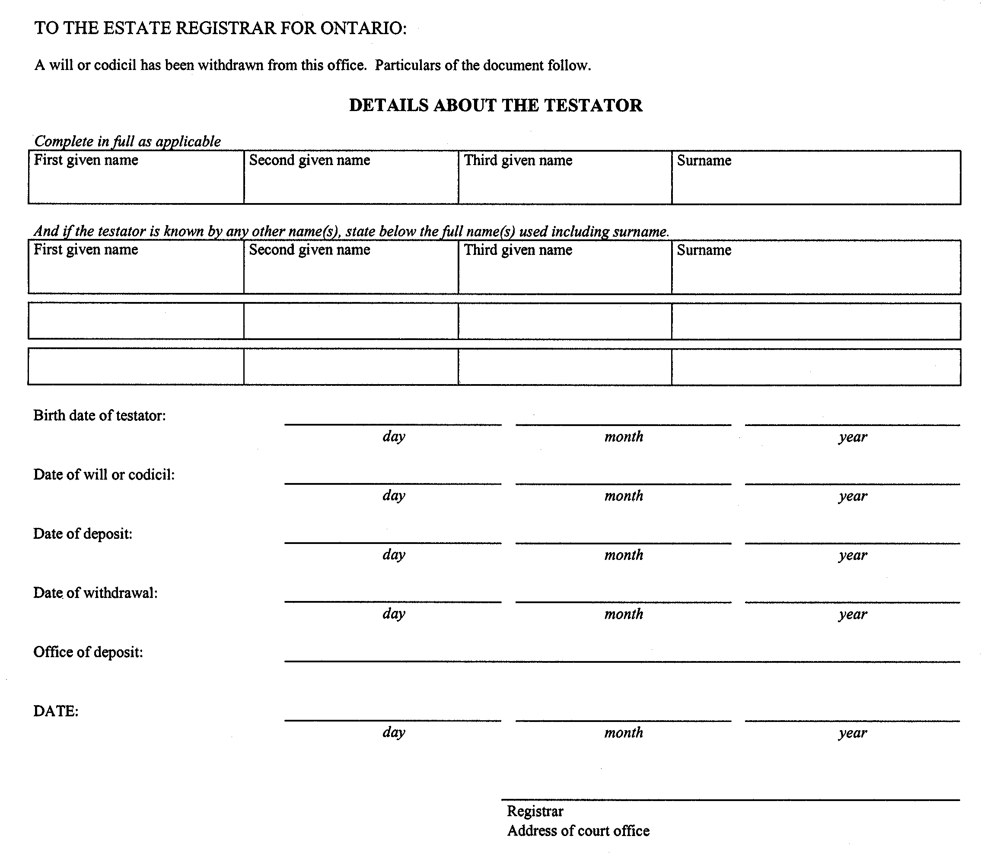 TO THE ESTATE REGISTRAR FOR ONTARIO:
A will or codicil has been withdrawn from this office. Particulars of the document follow.
DETAILS ABOUT THE TESTATOR
Complete in full as applicable
First given name Second given name Third given name Surname
And if the testator is known by any other name(s), state below the full name(s) used including surname.
First given name Second given name Third given name Surname
Birth date of testator:
day month year
Date of will or codicil:
day month year
Date of deposit:
day month year
Date of withdrawal:
day month year
Office of deposit:
DATE:
day month year
Registrar
Address of court office